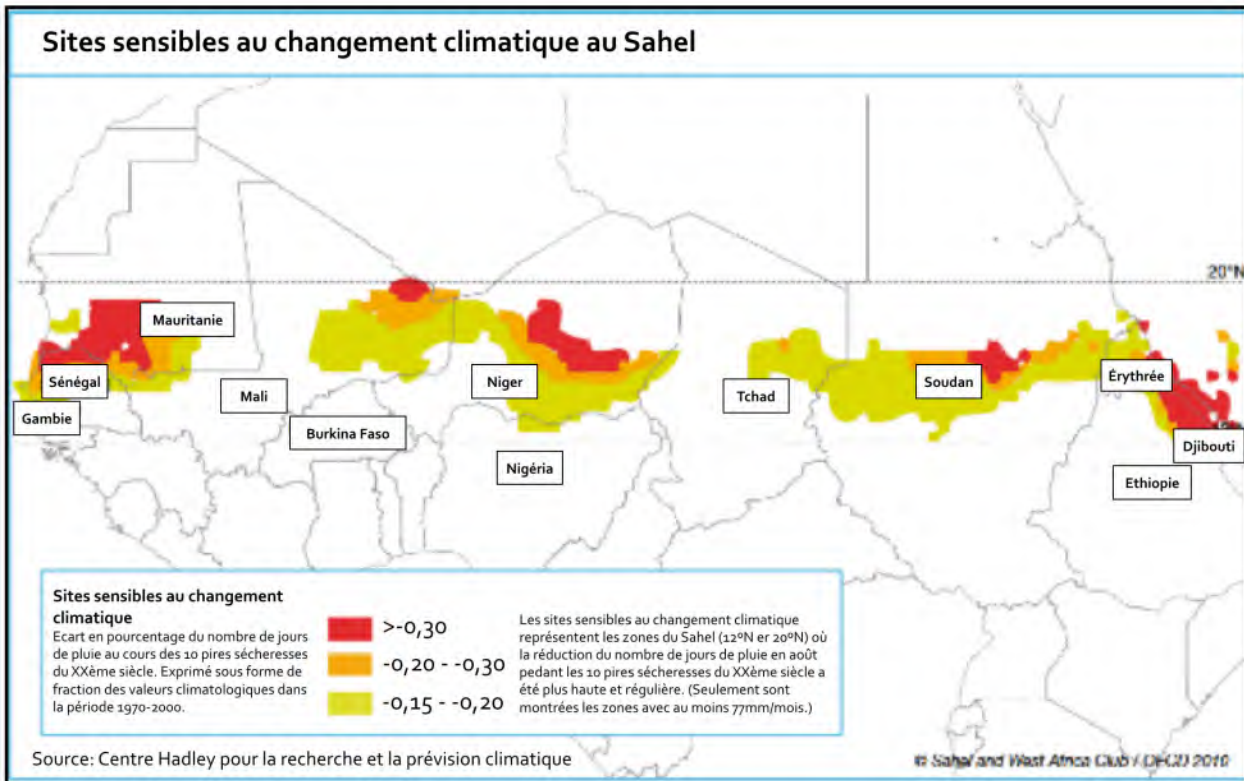 Sites sensibles au changement climatique au Sahel
20°N
Mauritanie
Sénégal
Gambie
Mali
Burkina Faso
Niger
Nigéria
Tchad
Soudan
Érythrée
Djibouti
Ethiopie
Sites sensibles au changement
climatique
Ecart en pourcentage du nombre de jours
de pluie au cours des 10 pires sécheresses
du XXème siècle. Exprimé sous forme de
fraction des valeurs climatologiques dans
la période 1970-2000.
>-0,30
-0,20 - -0,30
-0,15 - -0,20
Les sites sensibles au changement climatique
représentent les zones du Sahel (12ºN er 20ºN) où
la réduction du nombre de jours de pluie en août
pedant les 10 pires sécheresses du XXème siècle a
été plus haute et régulière. (Seulement sont
montrées les zones avec au moins 77mm/mois.)
Source: Centre Hadley pour la recherche et la prévision climatique
© Sahel and West Africa Club / OECD 2010